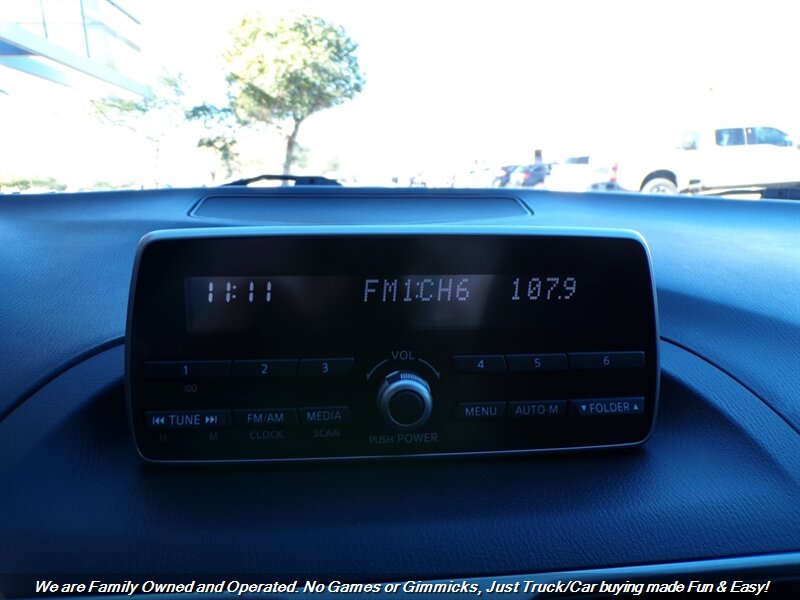 11:11 FM1:CH6 107.9
1 2 3 VOL 4 5 6
:00
TUNE FM/AM MEDIA MENU AUTO-M FOLDER
H M CLOCK SCAN PUSH POWER
We are Family Owned and Operated. No Games or Gimmicks, Just Truck/Car buying made Fun & Easy!